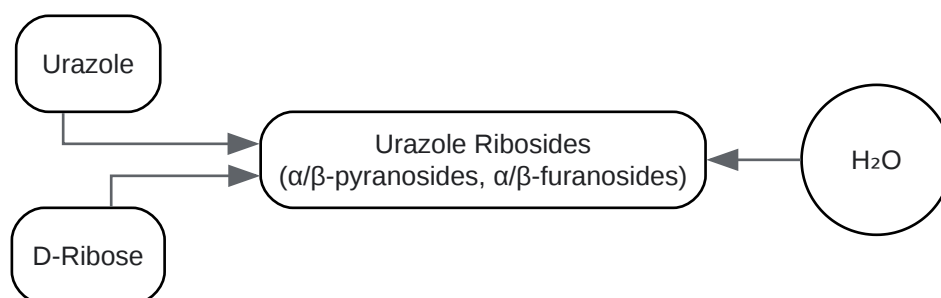 Urazole
Urazole Ribosides
(α/β-pyranosides, α/β-furanosides)
H₂O
D-Ribose